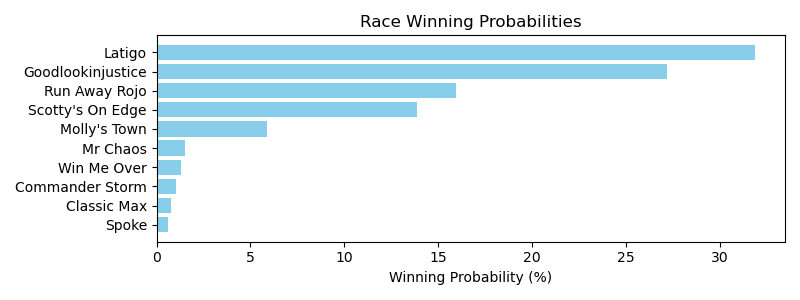 Race Winning Probabilities
Latigo
Goodlookinjustice
Run Away Rojo
Scotty's On Edge
Molly's Town
Mr Chaos
Win Me Over
Commander Storm
Classic Max
Spoke
0 5 10 15 20 25 30
Winning Probability (%)